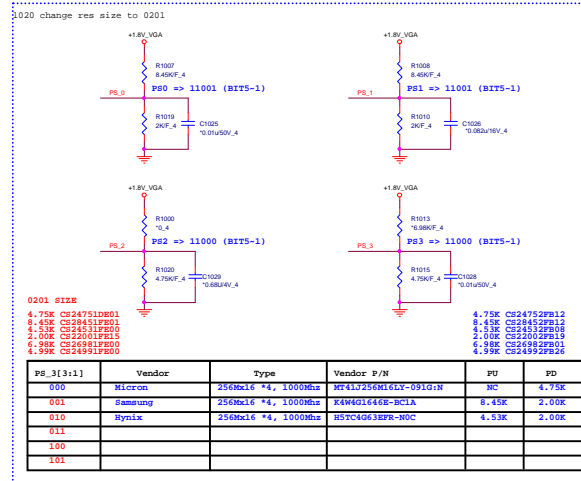 1020 change res size to 0201
+1.8V_VGA
R1007
8.45K/F_4
PS_0
PS0 => 11001 (BIT5-1)
R1019
2K/F_4
C1025
*0.01u/50V_4
+1.8V_VGA
R1008
8.45K/F_4
PS_1
PS1 => 11001 (BIT5-1)
R1010
2K/F_4
C1026
*0.082u/16V_4
+1.8V_VGA
R1000
*0_4
PS_2
PS2 => 11000 (BIT5-1)
R1020
4.75K/F_4
C1029
*0.68U/4V_4
+1.8V_VGA
R1013
*6.98K/F_4
PS_3
PS3 => 11000 (BIT5-1)
R1015
4.75K/F_4
C1028
*0.01u/50V_4
0201 SIZE
4.75K CS24751DE01
8.45K CS28451FE01
4.53K CS24531FE00
2.00K CS22001FE15
6.98K CS26981FE00
4.99K CS24991FE00
4.75K CS24752FB12
8.45K CS28452FB12
4.53K CS24532FB08
2.00K CS22002FB19
6.98K CS26982FB01
4.99K CS24992FB26
PS_3[3:1] Vendor Type Vendor P/N PU PD
000 Micron 256Mx16 *4, 1000Mhz MT41J256M16LY-091G:N NC 4.75K
001 Samsung 256Mx16 *4, 1000Mhz K4W4G1646E-BC1A 8.45K 2.00K
010 Hynix 256Mx16 *4, 1000Mhz H5TC4G63EFR-N0C 4.53K 2.00K
011
100
101